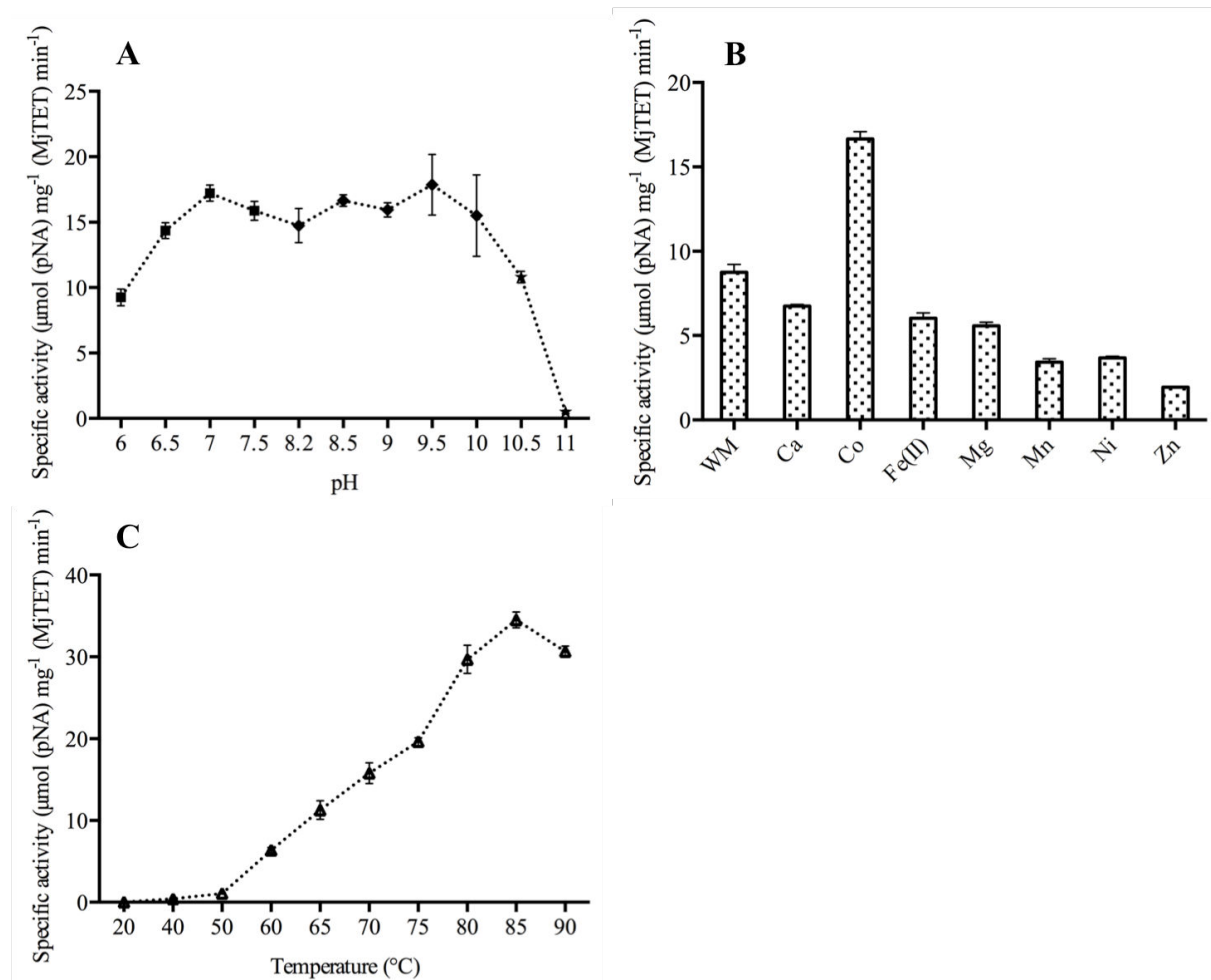 A
Specific activity (µmol (pNA) mg-1 (MjTET) min-1)
25
20
15
10
5
0
6 6.5 7 7.5 8.2 8.5 9 9.5 10 10.5 11
pH
B
Specific activity (µmol (pNA) mg-1 (MjTET) min-1)
20
15
10
5
0
WM Ca Co Fe(II) Mg Mn Ni Zn
C
Specific activity (µmol (pNA) mg-1 (MjTET) min-1)
40
30
20
10
0
20 40 50 60 65 70 75 80 85 90
Temperature (°C)